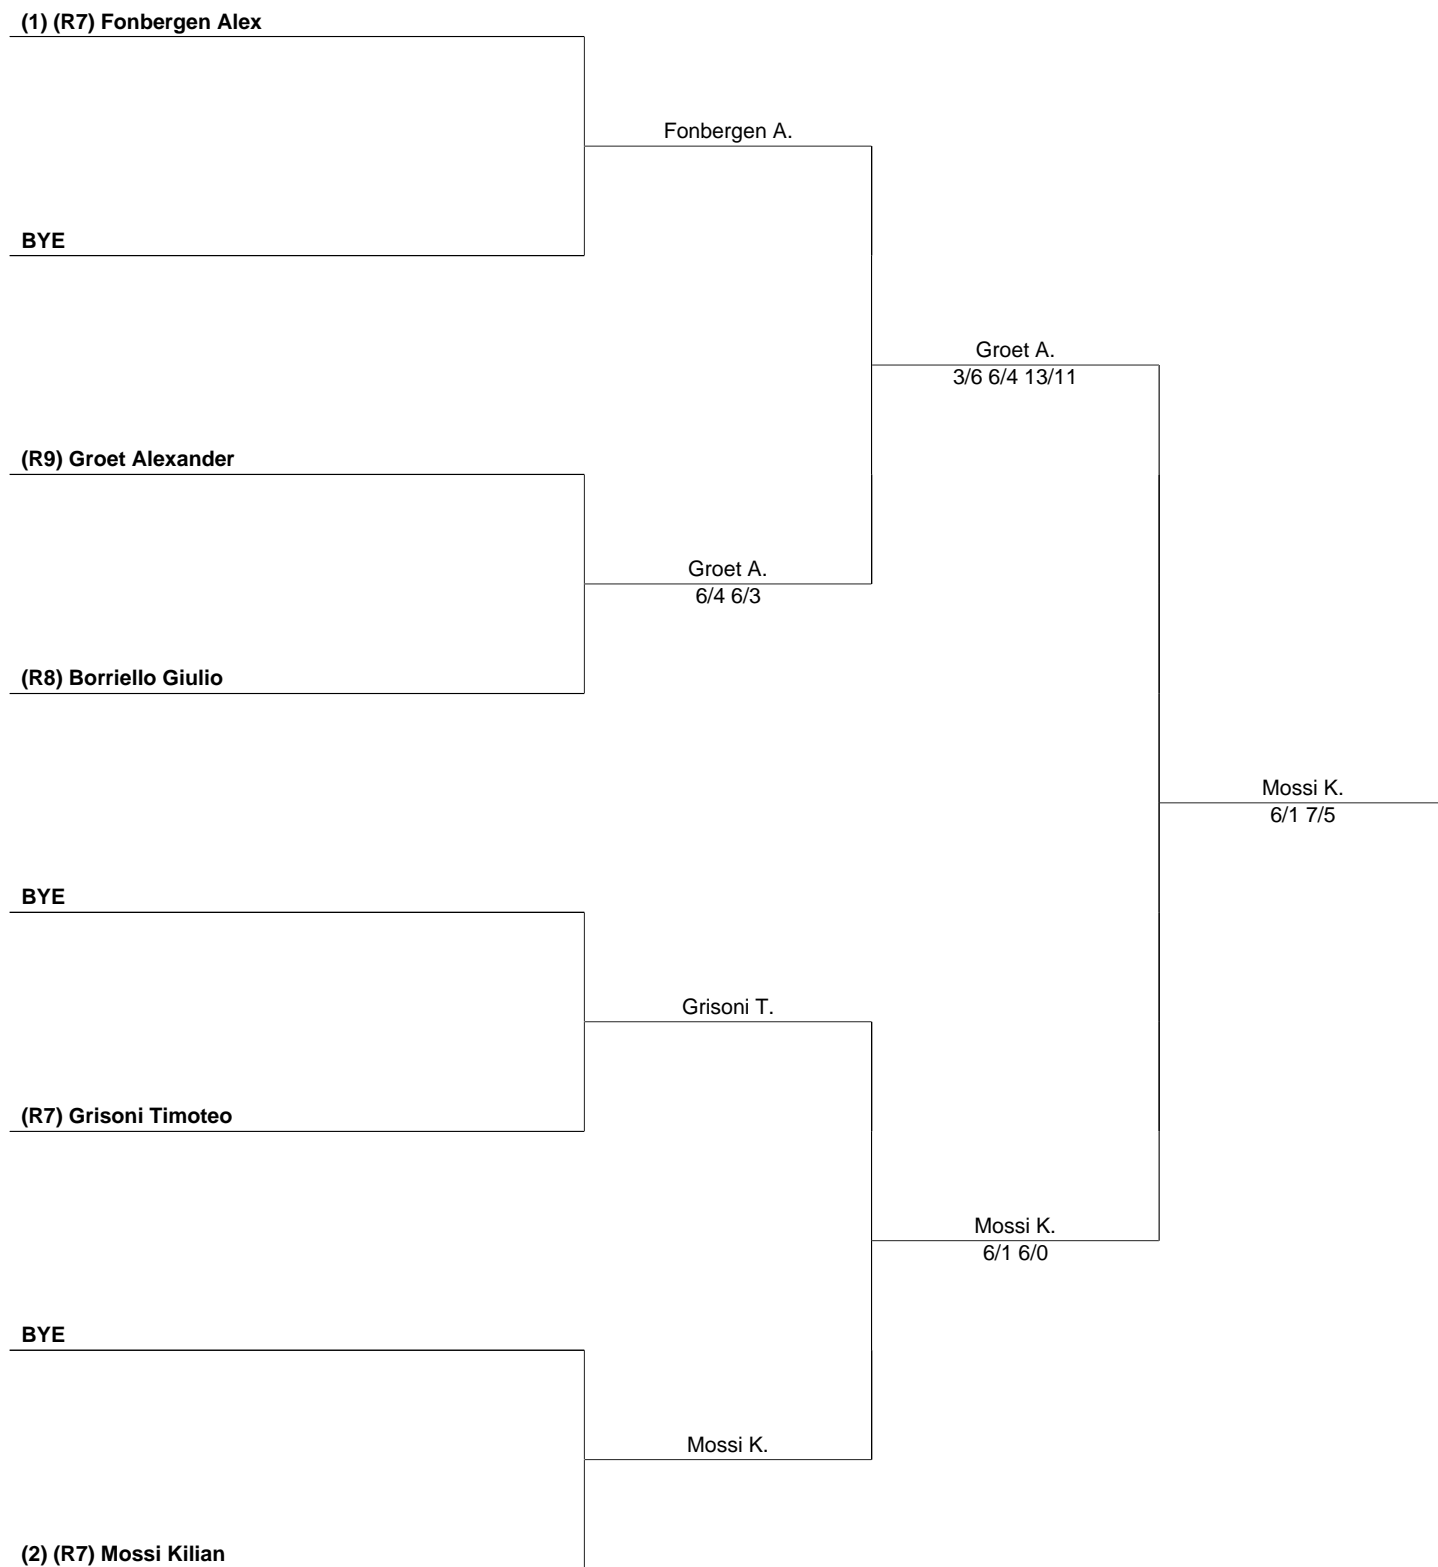 (1) (R7) Fonbergen Alex
Fonbergen A.
BYE
Groet A.
3/6 6/4 13/11
(R9) Groet Alexander
Groet A.
6/4 6/3
(R8) Borriello Giulio
Mossi K.
6/1 7/5
BYE
Grisoni T.
(R7) Grisoni Timoteo
Mossi K.
6/1 6/0
BYE
Mossi K.
(2) (R7) Mossi Kilian